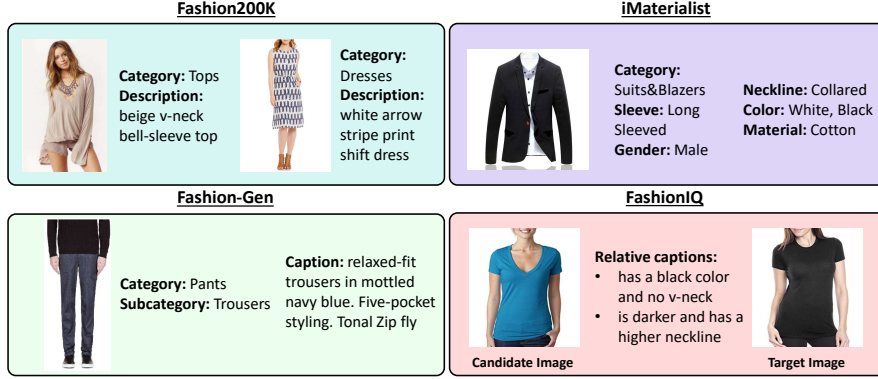 Fashion200K
Category: Tops
Description:
beige v-neck
bell-sleeve top
Category:
Dresses
Description:
white arrow
stripe print
shift dress
iMaterialist
Category:
Suits&Blazers
Sleeve: Long
Sleeved
Gender: Male
Neckline: Collared
Color: White, Black
Material: Cotton
Fashion-Gen
Category: Pants
Subcategory: Trousers
Caption: relaxed-fit
trousers in mottled
navy blue. Five-pocket
styling. Tonal Zip fly
FashionIQ
Candidate Image
Relative captions:
• has a black color
and no v-neck
• is darker and has a
higher neckline
Target Image